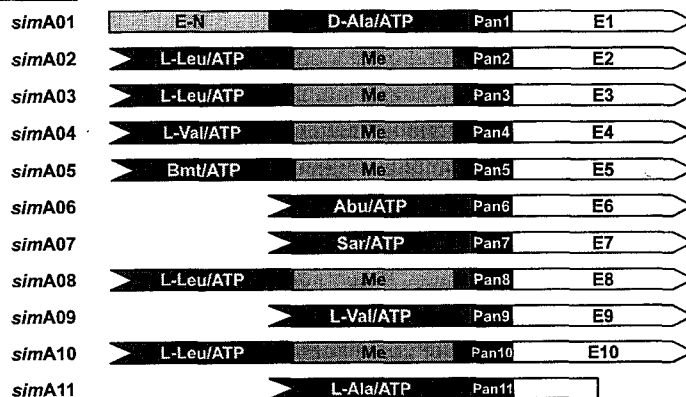 simA01 E-N D-Ala/ATP Pan1 E1
simA02 L-Leu/ATP Me Pan2 E2
simA03 L-Leu/ATP Me Pan3 E3
simA04 L-Val/ATP Me Pan4 E4
simA05 Bmt/ATP Me Pan5 E5
simA06 Abu/ATP Pan6 E6
simA07 Sar/ATP Pan7 E7
simA08 L-Leu/ATP Me Pan8 E8
simA09 L-Val/ATP Pan9 E9
simA10 L-Leu/ATP Me Pan10 E10
simA11 L-Ala/ATP Pan11